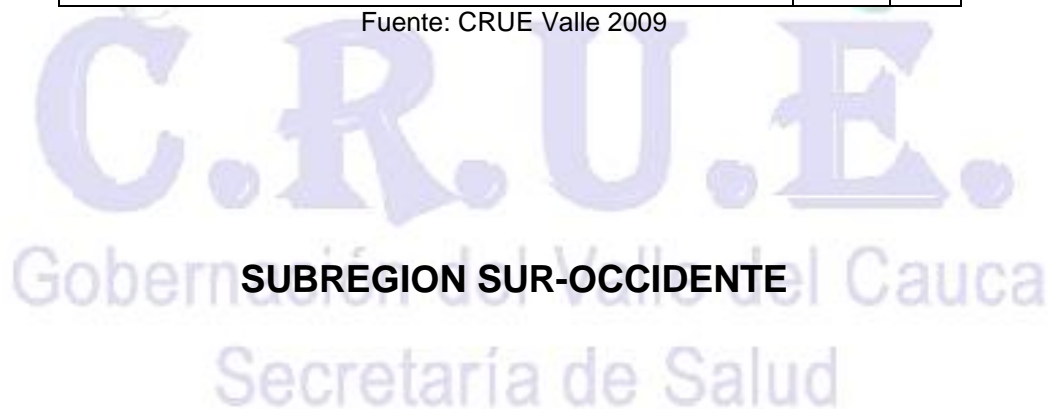 Fuente: CRUE Valle 2009
C.R.U.E.
SUBREGION SUR-OCCIDENTE
Gobernación del Valle del Cauca
Secretaría de Salud